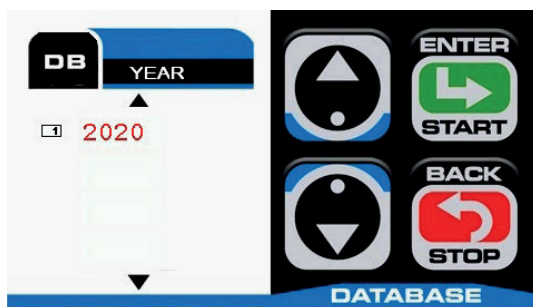 DB
YEAR
1 2020
ENTER
START
BACK
STOP
DATABASE